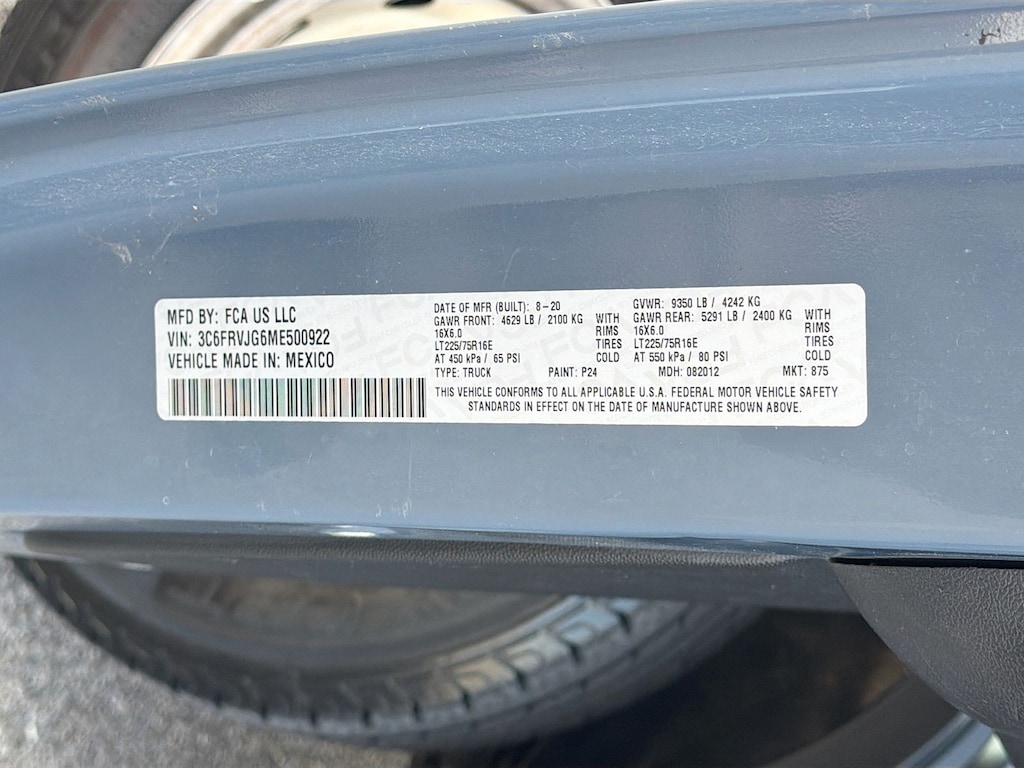 MFD BY: FCA US LLC
VIN: 3C6FRVJG6ME500922
VEHICLE MADE IN: MEXICO
DATE OF MFR (BUILT): 8-20
GAWR FRONT: 4629 LB / 2100 KG WITH
16X6.0 RIMS
LT225/75R16E TIRES
AT 450 kPa / 65 PSI COLD
TYPE: TRUCK PAINT: P24
GVWR: 9350 LB / 4242 KG
GAWR REAR: 5291 LB / 2400 KG WITH
16X6.0 RIMS
LT225/75R16E TIRES
AT 550 kPa / 80 PSI COLD
MDH: 082012 MKT: 875
THIS VEHICLE CONFORMS TO ALL APPLICABLE U.S.A. FEDERAL MOTOR VEHICLE SAFETY
STANDARDS IN EFFECT ON THE DATE OF MANUFACTURE SHOWN ABOVE.